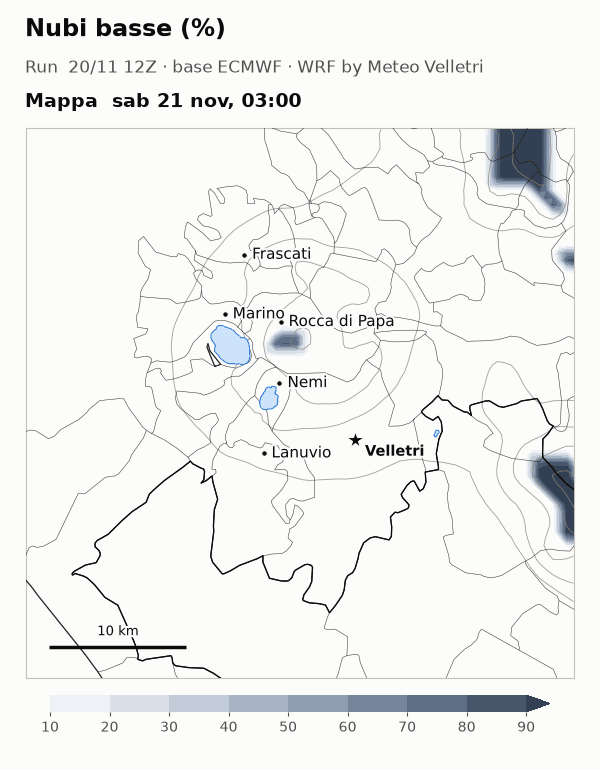 Nubi basse (%)
Run  20/11 12Z · base ECMWF · WRF by Meteo Velletri
Mappa  sab 21 nov, 03:00
Frascati
Marino
Rocca di Papa
Nemi
Velletri
Lanuvio
10 km
10 20 30 40 50 60 70 80 90